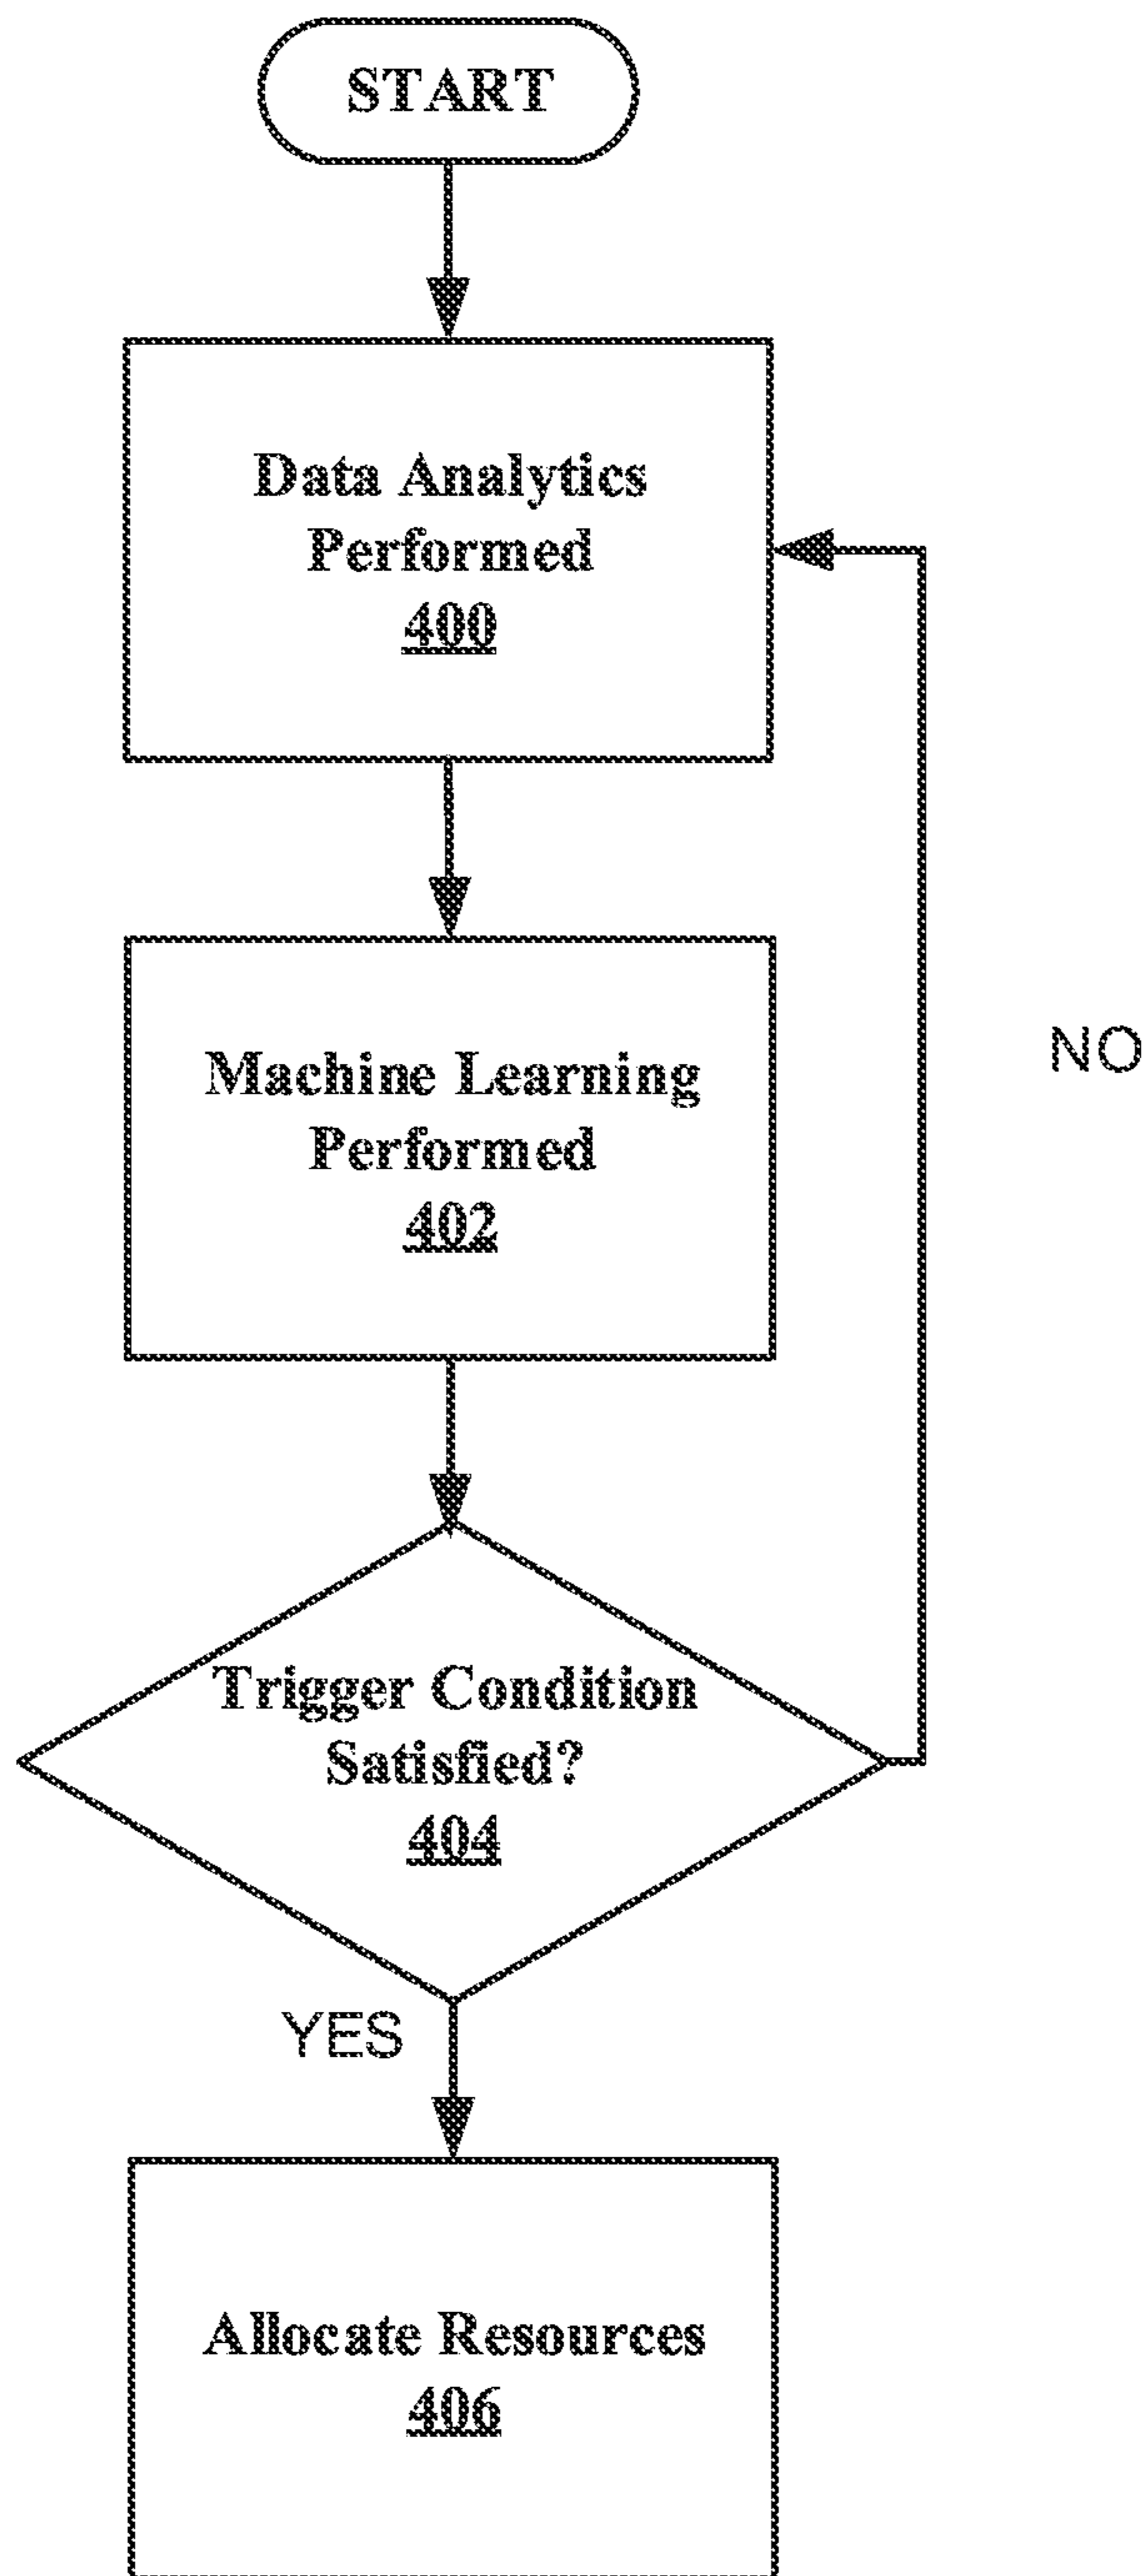 START
Data Analytics
Performed
400
Machine Learning
Performed
402
NO
Trigger Condition
Satisfied?
404
YES
Allocate Resources
406